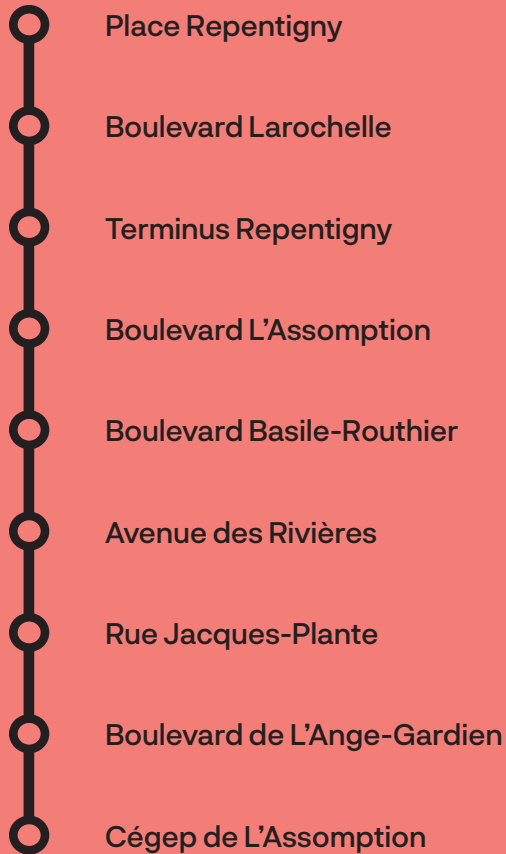 Place Repentigny
Boulevard Larochelle
Terminus Repentigny
Boulevard L’Assomption
Boulevard Basile-Routhier
Avenue des Rivières
Rue Jacques-Plante
Boulevard de L’Ange-Gardien
Cégep de L’Assomption